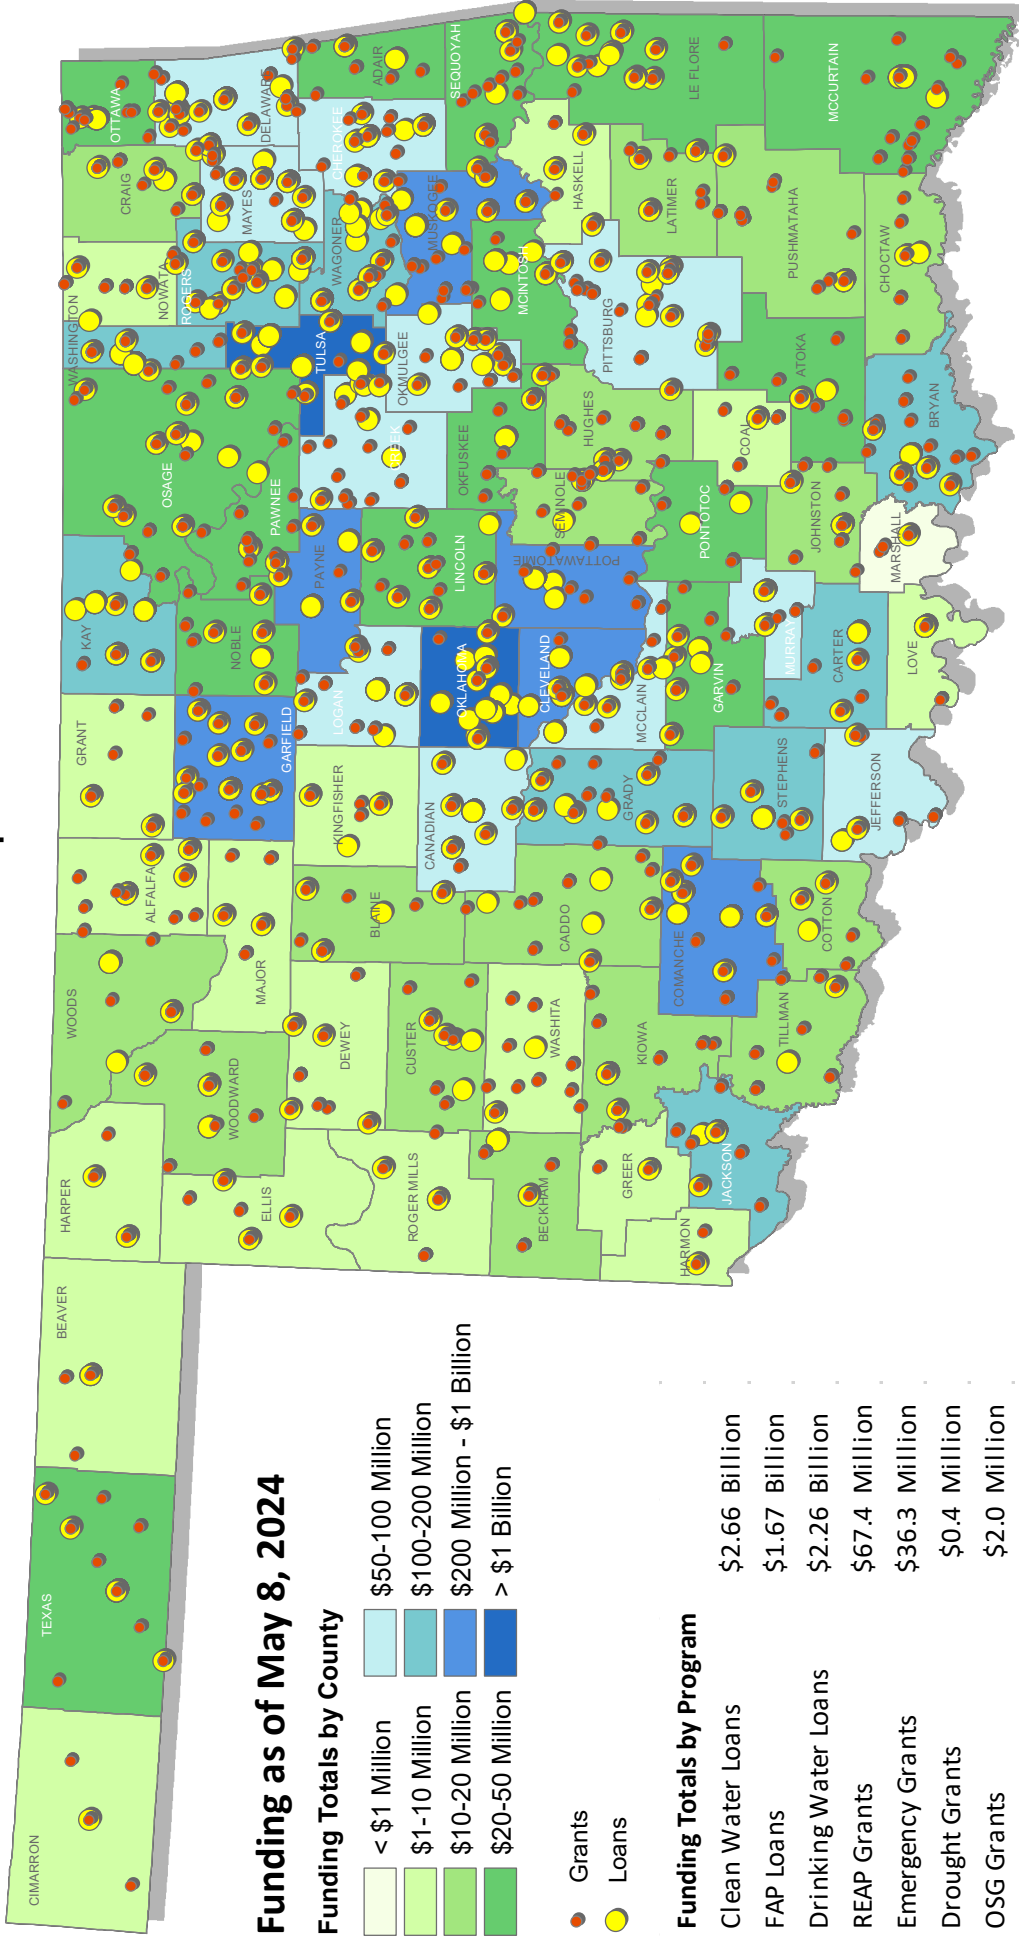 CIMARRON
TEXAS
BEAVER
HARPER
WOODS
ALFALFA
GRANT
KAY
OSAGE
WASHINGTON
NOWATA
CRAIG
OTTAWA
ELLIS
WOODWARD
MAJOR
GARFIELD
NOBLE
PAWNEE
ROGERS
MAYES
DELAWARE
ROGER MILLS
DEWEY
BLAINE
KINGFISHER
LOGAN
PAYNE
CREEK
TULSA
WAGONER
CHEROKEE
ADAIR
BECKHAM
CUSTER
WASHITA
CADDO
CANADIAN
OKLAHOMA
LINCOLN
OKFUSKEE
OKMULGEE
MUSKOGEE
MCINTOSH
SEQUOYAH
GREER
HARMON
JACKSON
KIOWA
TILLMAN
COMANCHE
COTTON
GRADY
STEPHENS
JEFFERSON
MCCLAIN
CLEVELAND
POTTAWATOMIE
SEMINOLE
HUGHES
PITTSBURG
HASKELL
LATIMER
LE FLORE
GARVIN
MURRAY
CARTER
LOVE
PONTOTOC
JOHNSTON
MARSHALL
COAL
ATOKA
BRYAN
PUSHMATAHA
CHOCTAW
MCCURTAIN
Funding as of May 8, 2024
Funding Totals by County
< $1 Million
$1-10 Million
$10-20 Million
$20-50 Million
$50-100 Million
$100-200 Million
$200 Million - $1 Billion
> $1 Billion
Grants
Loans
Funding Totals by Program
Clean Water Loans $2.66 Billion
FAP Loans $1.67 Billion
Drinking Water Loans $2.26 Billion
REAP Grants $67.4 Million
Emergency Grants $36.3 Million
Drought Grants $0.4 Million
OSG Grants $2.0 Million